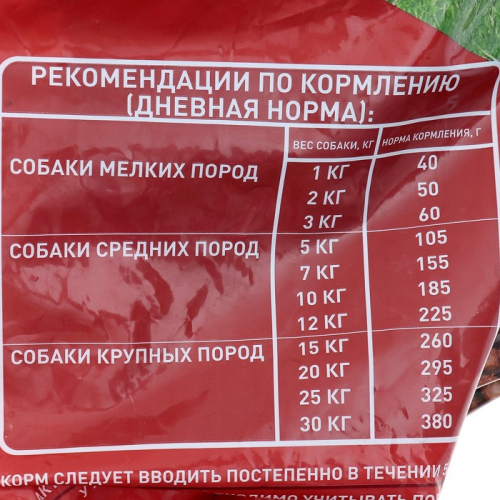 РЕКОМЕНДАЦИИ ПО КОРМЛЕНИЮ
(ДНЕВНАЯ НОРМА):
ВЕС СОБАКИ, КГ НОРМА КОРМЛЕНИЯ, Г
СОБАКИ МЕЛКИХ ПОРОД 1 КГ 40
2 КГ 50
3 КГ 60
СОБАКИ СРЕДНИХ ПОРОД 5 КГ 105
7 КГ 155
10 КГ 185
12 КГ 225
СОБАКИ КРУПНЫХ ПОРОД 15 КГ 260
20 КГ 295
25 КГ 325
30 КГ 380
КОРМ СЛЕДУЕТ ВВОДИТЬ ПОСТЕПЕННО В ТЕЧЕНИИ 5
УЧИТЫВАТЬ